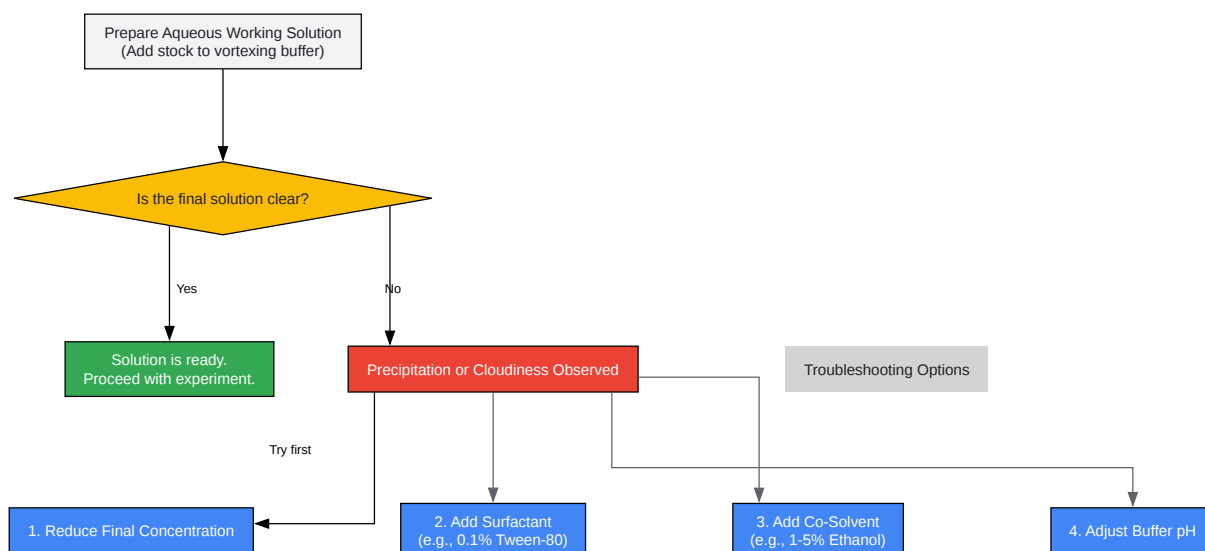 Prepare Aqueous Working Solution
(Add stock to vortexing buffer)
Is the final solution clear?
Yes
No
Solution is ready.
Proceed with experiment.
Precipitation or Cloudiness Observed
Troubleshooting Options
Try first
1. Reduce Final Concentration
2. Add Surfactant
(e.g., 0.1% Tween-80)
3. Add Co-Solvent
(e.g., 1-5% Ethanol)
4. Adjust Buffer pH